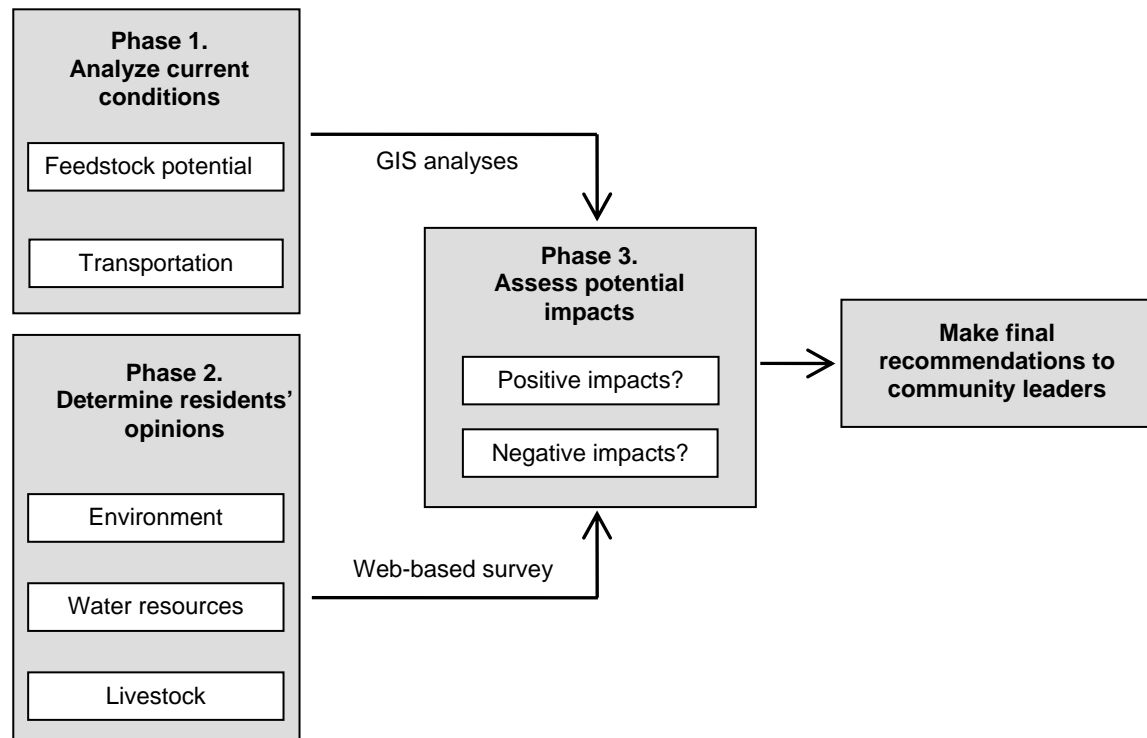 Phase 1.
Analyze current
conditions
Feedstock potential
Transportation
GIS analyses
Phase 2.
Determine residents’
opinions
Environment
Water resources
Livestock
Web-based survey
Phase 3.
Assess potential
impacts
Positive impacts?
Negative impacts?
Make final
recommendations to
community leaders